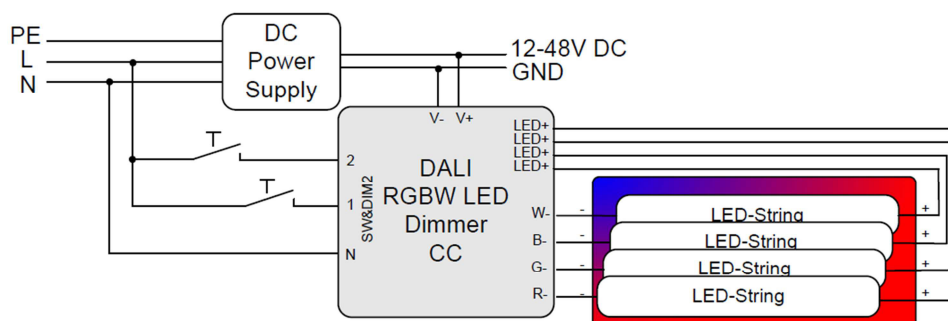 PE
L
N
DC
Power
Supply
12-48V DC
GND
V- V+
LED+
LED+
LED+
LED+
2
1
N
SW&DIM2
DALI
RGBW LED
Dimmer
CC
W-
B-
G-
R-
- LED-String +
- LED-String +
- LED-String +
- LED-String +